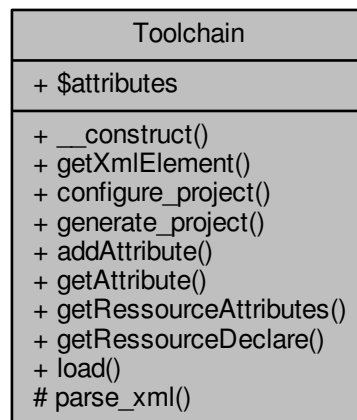 Toolchain
+ $attributes
+ __construct()
+ getXmlElement()
+ configure_project()
+ generate_project()
+ addAttribute()
+ getAttribute()
+ getRessourceAttributes()
+ getRessourceDeclare()
+ load()
# parse_xml()